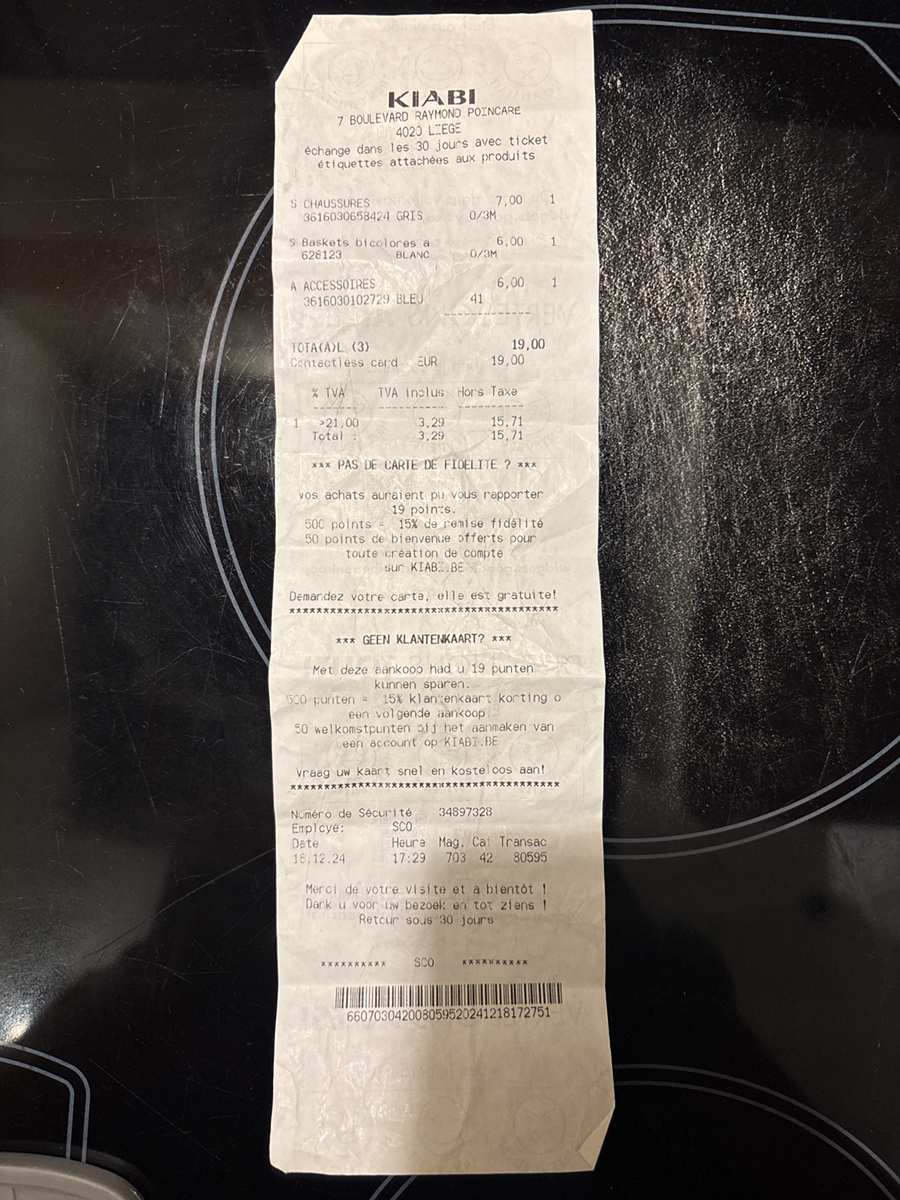 KIABI
7 BOULEVARD RAYMOND POINCARE
4020 LIEGE
échange dans les 30 jours avec ticket
étiquettes attachées aux produits
S CHAUSSURES 7,00 1
3616030658424 GRIS 0/3M
S Baskets bicolores a 6,00 1
628123 BLANC 0/3M
A ACCESSOIRES 6,00 1
3616030102729 BLEU 41
------------
TOTA(A)L (3) 19,00
Contactless card EUR 19,00
% TVA TVA inclus Hors Taxe
------ ------------ ---------
1 >21,00 3,29 15,71
Total : 3,29 15,71
*** PAS DE CARTE DE FIDELITE ? ***
Vos achats auraient pu vous rapporter
19 points.
500 points = 15% de remise fidélité
50 points de bienvenue offerts pour
toute création de compte
sur KIABI.BE
Demandez votre carte, elle est gratuite!
****************************************
*** GEEN KLANTENKAART? ***
Met deze aankoop had u 19 punten
kunnen sparen.
500 punten = 15% klantenkaart korting o
een volgende aankoop.
50 welkomstpunten bij het aanmaken van
een account op KIABI.BE
Vraag uw kaart snel en kosteloos aan!
****************************************
Numéro de Sécurité 34897328
Employé: SCO
Date Heure Mag. Cai Transac
18.12.24 17:29 703 42 80595
Merci de votre visite et à bientôt !
Dank u voor uw bezoek en tot ziens !
Retour sous 30 jours
********** SCO **********
660703042008059520241218172751